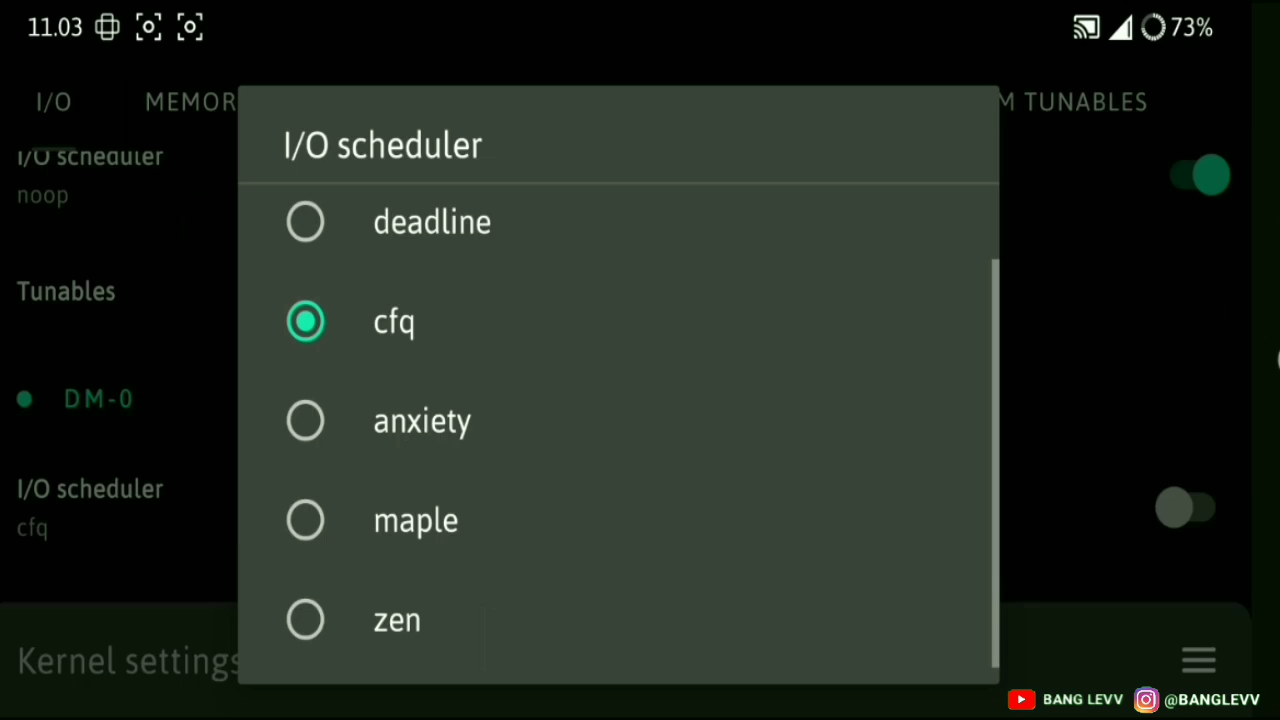 11.03 73%
I/O MEMOR M TUNABLES
I/O scheduler
noop
Tunables
DM-0
I/O scheduler
cfq
I/O scheduler
deadline
cfq
anxiety
maple
zen
Kernel settings
BANG LEVV @BANGLEVV